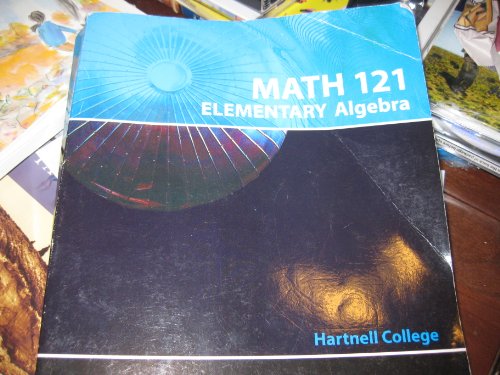 MATH 121
ELEMENTARY Algebra
Hartnell College